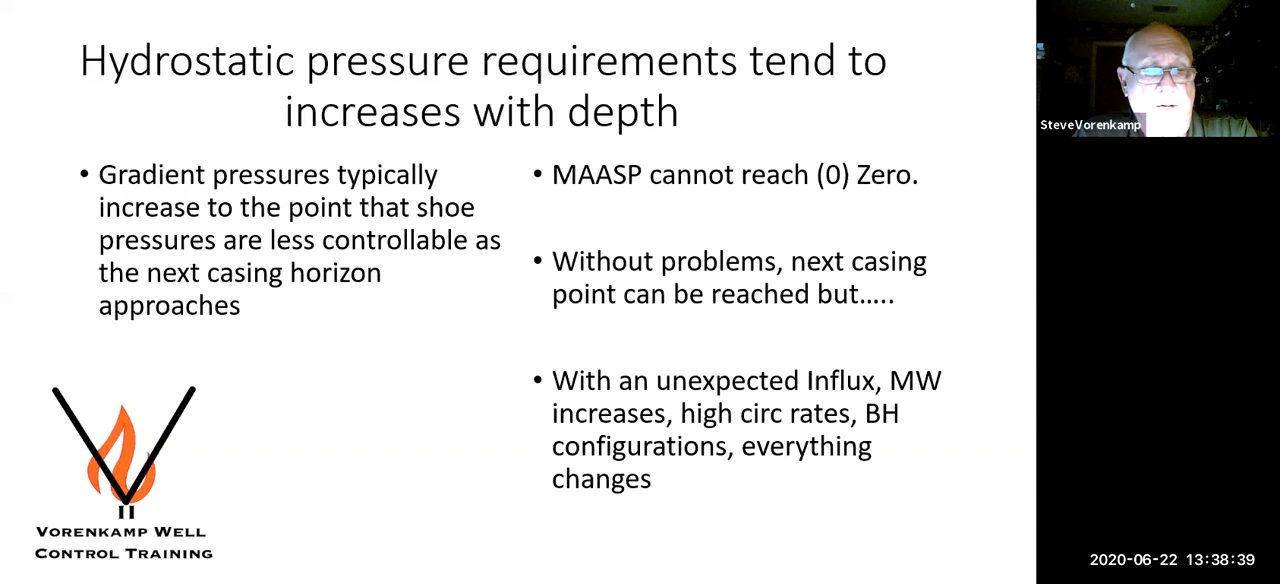 Hydrostatic pressure requirements tend to
increases with depth
• Gradient pressures typically
increase to the point that shoe
pressures are less controllable as
the next casing horizon
approaches
• MAASP cannot reach (0) Zero.
• Without problems, next casing
point can be reached but…..
• With an unexpected Influx, MW
increases, high circ rates, BH
configurations, everything
changes
VORENKAMP WELL
CONTROL TRAINING
SteveVorenkamp
2020-06-22 13:38:39